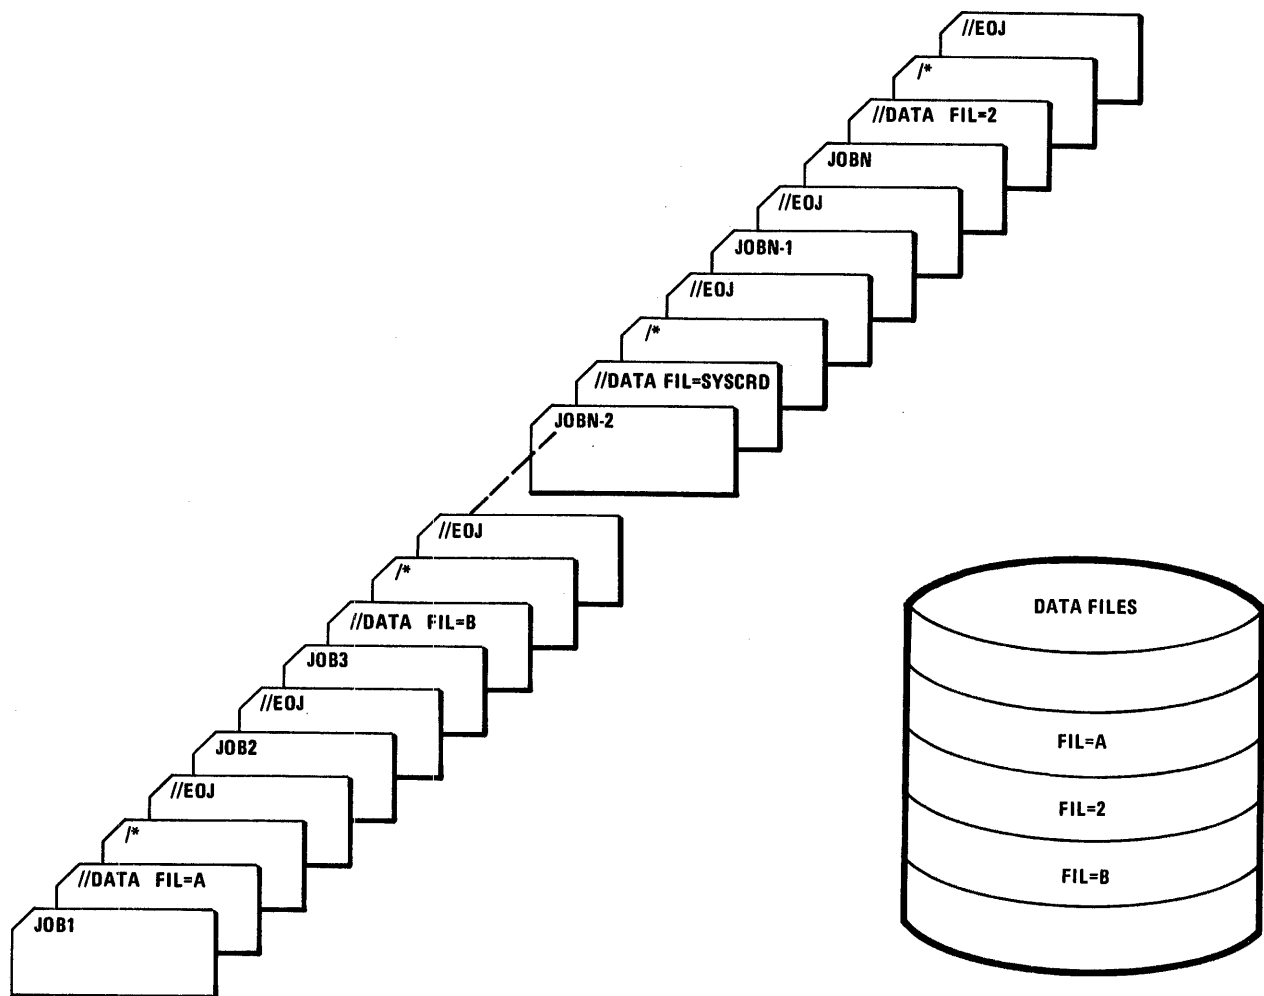 //EOJ
/*
//DATA FIL=2
JOBN
//EOJ
JOBN-1
//EOJ
/*
//DATA FIL=SYSCRD
JOBN-2
//EOJ
/*
//DATA FIL=B
JOB3
//EOJ
JOB2
//EOJ
/*
//DATA FIL=A
JOB1
DATA FILES
FIL=A
FIL=2
FIL=B